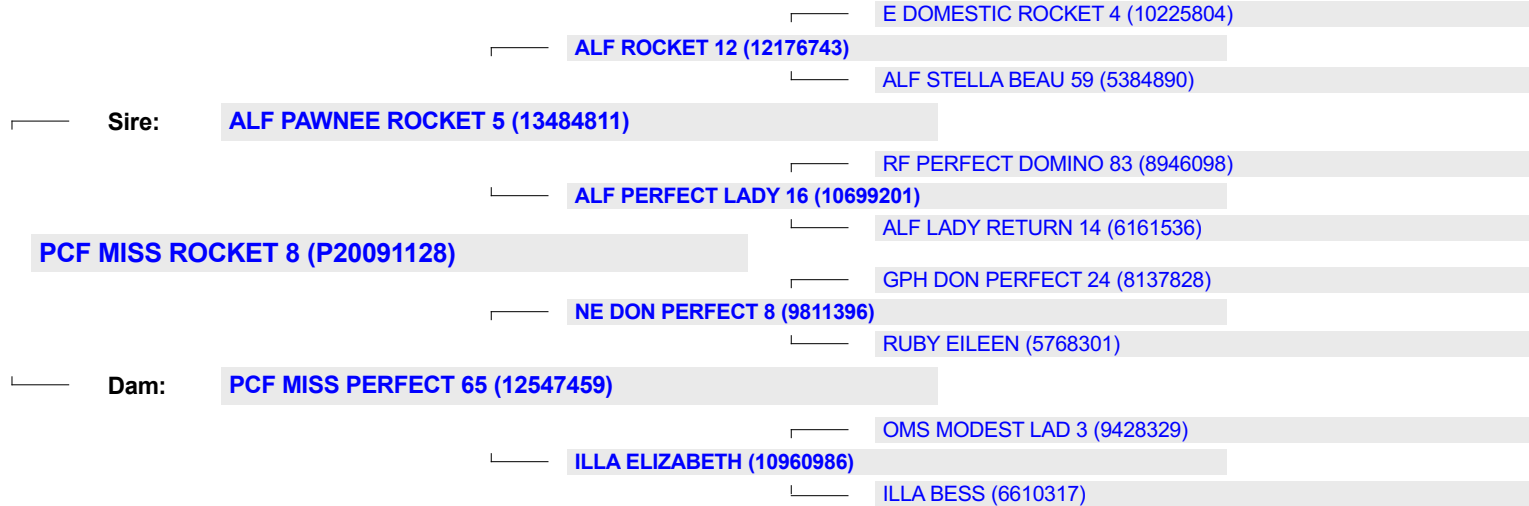 E DOMESTIC ROCKET 4 (10225804)
ALF ROCKET 12 (12176743)
ALF STELLA BEAU 59 (5384890)
Sire: ALF PAWNEE ROCKET 5 (13484811)
RF PERFECT DOMINO 83 (8946098)
ALF PERFECT LADY 16 (10699201)
ALF LADY RETURN 14 (6161536)
PCF MISS ROCKET 8 (P20091128)
GPH DON PERFECT 24 (8137828)
NE DON PERFECT 8 (9811396)
RUBY EILEEN (5768301)
Dam: PCF MISS PERFECT 65 (12547459)
OMS MODEST LAD 3 (9428329)
ILLA ELIZABETH (10960986)
ILLA BESS (6610317)